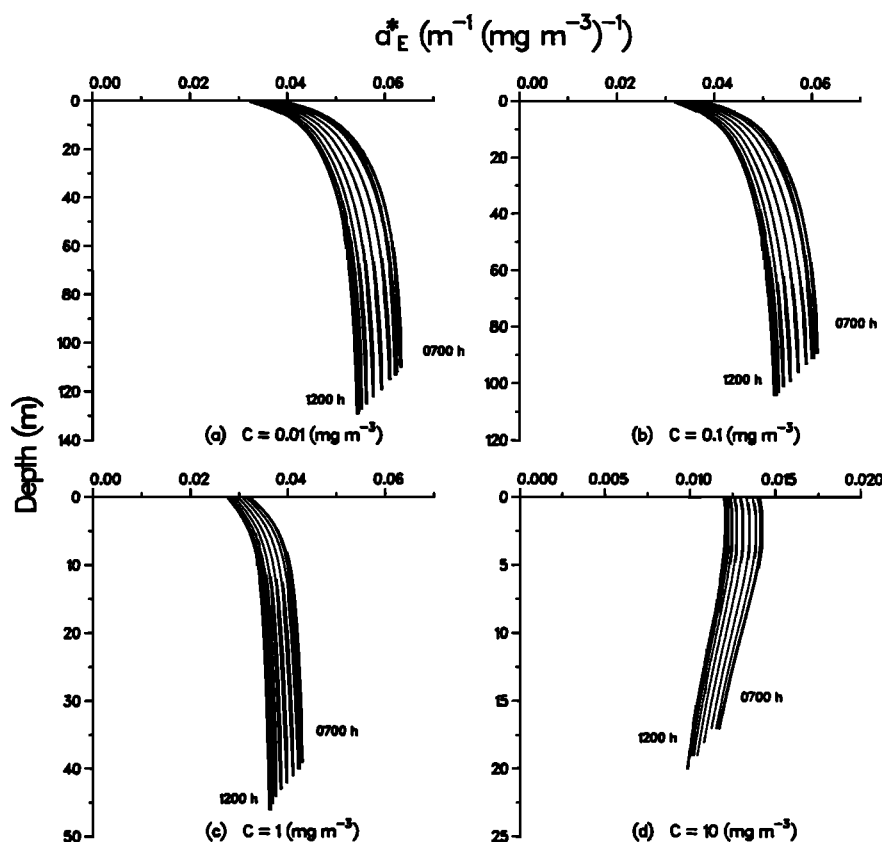 a*E (m⁻¹ (mg m⁻³)⁻¹)
0.00 0.02 0.04 0.06
0
20
40
60
80
100
120
140
0700 h
1200 h
(a) C = 0.01 (mg m⁻³)
0.00 0.02 0.04 0.06
0
20
40
60
80
100
120
0700 h
1200 h
(b) C = 0.1 (mg m⁻³)
Depth (m)
0.00 0.02 0.04 0.06
0
10
20
30
40
50
0700 h
1200 h
(c) C = 1 (mg m⁻³)
0.000 0.005 0.010 0.015 0.020
0
5
10
15
20
25
0700 h
1200 h
(d) C = 10 (mg m⁻³)